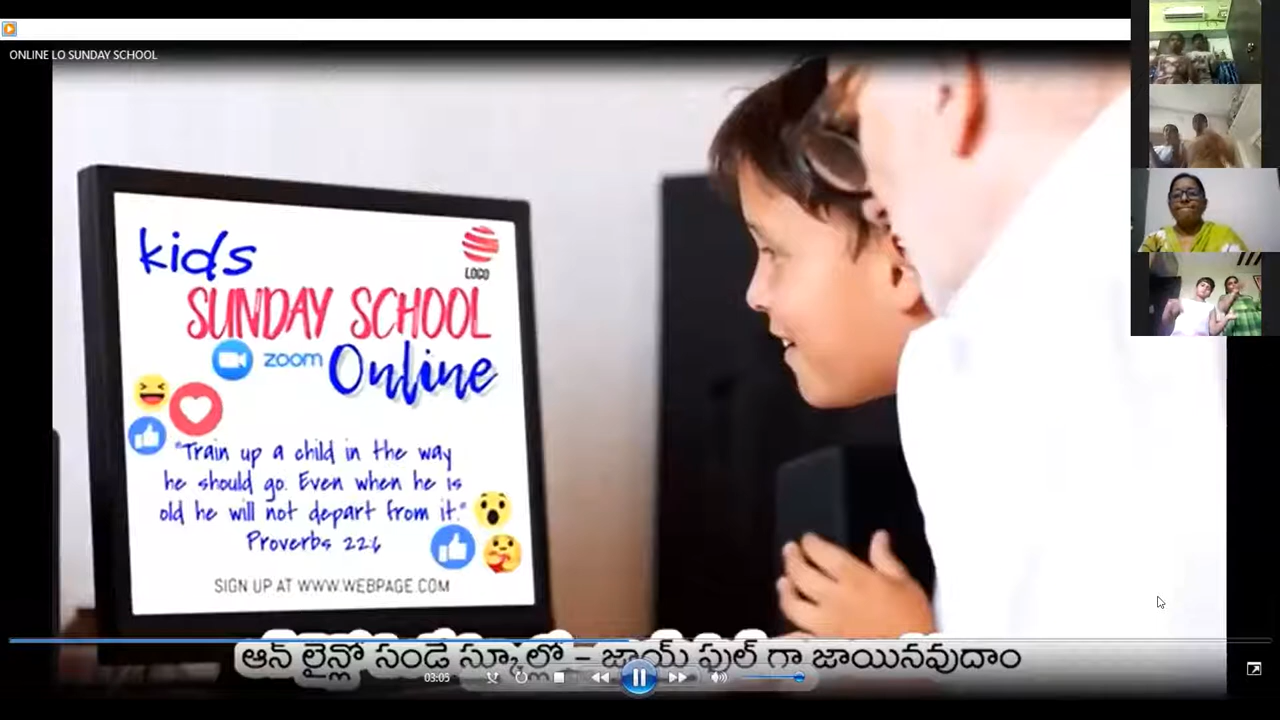 ONLINE LO SUNDAY SCHOOL
kids
LOGO
SUNDAY SCHOOL
zoom Online
"Train up a child in the way
he should go. Even when he is
old he will not depart from it."
Proverbs 22:6
SIGN UP AT WWW.WEBPAGE.COM
ఆన్ లైన్లో సండే స్కూల్లో – జాయ్ ఫుల్ గా జాయినవుదాం
03:05